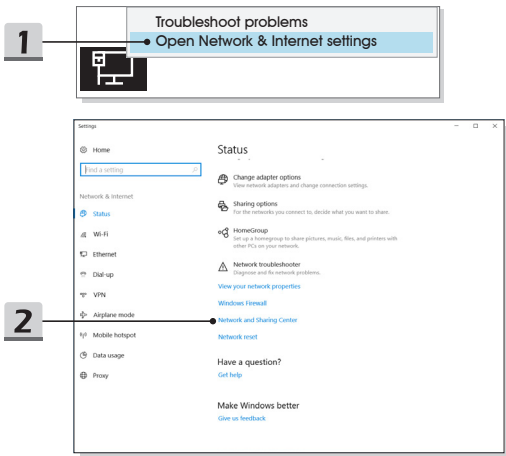 Troubleshoot problems
1
Open Network & Internet settings
Settings
Home
Status
Find a setting
Change adapter options
View network adapters and change connection settings.
Network & Internet
Sharing options
For the networks you connect to, decide what you want to share.
Status
Wi-Fi
HomeGroup
Set up a homegroup to share pictures, music, files, and printers with
other PCs on your network.
Ethernet
Network troubleshooter
Diagnose and fix network problems.
Dial-up
View your network properties
VPN
Windows Firewall
Airplane mode
2
Network and Sharing Center
Mobile hotspot
Network reset
Data usage
Have a question?
Proxy
Get help
Make Windows better
Give us feedback